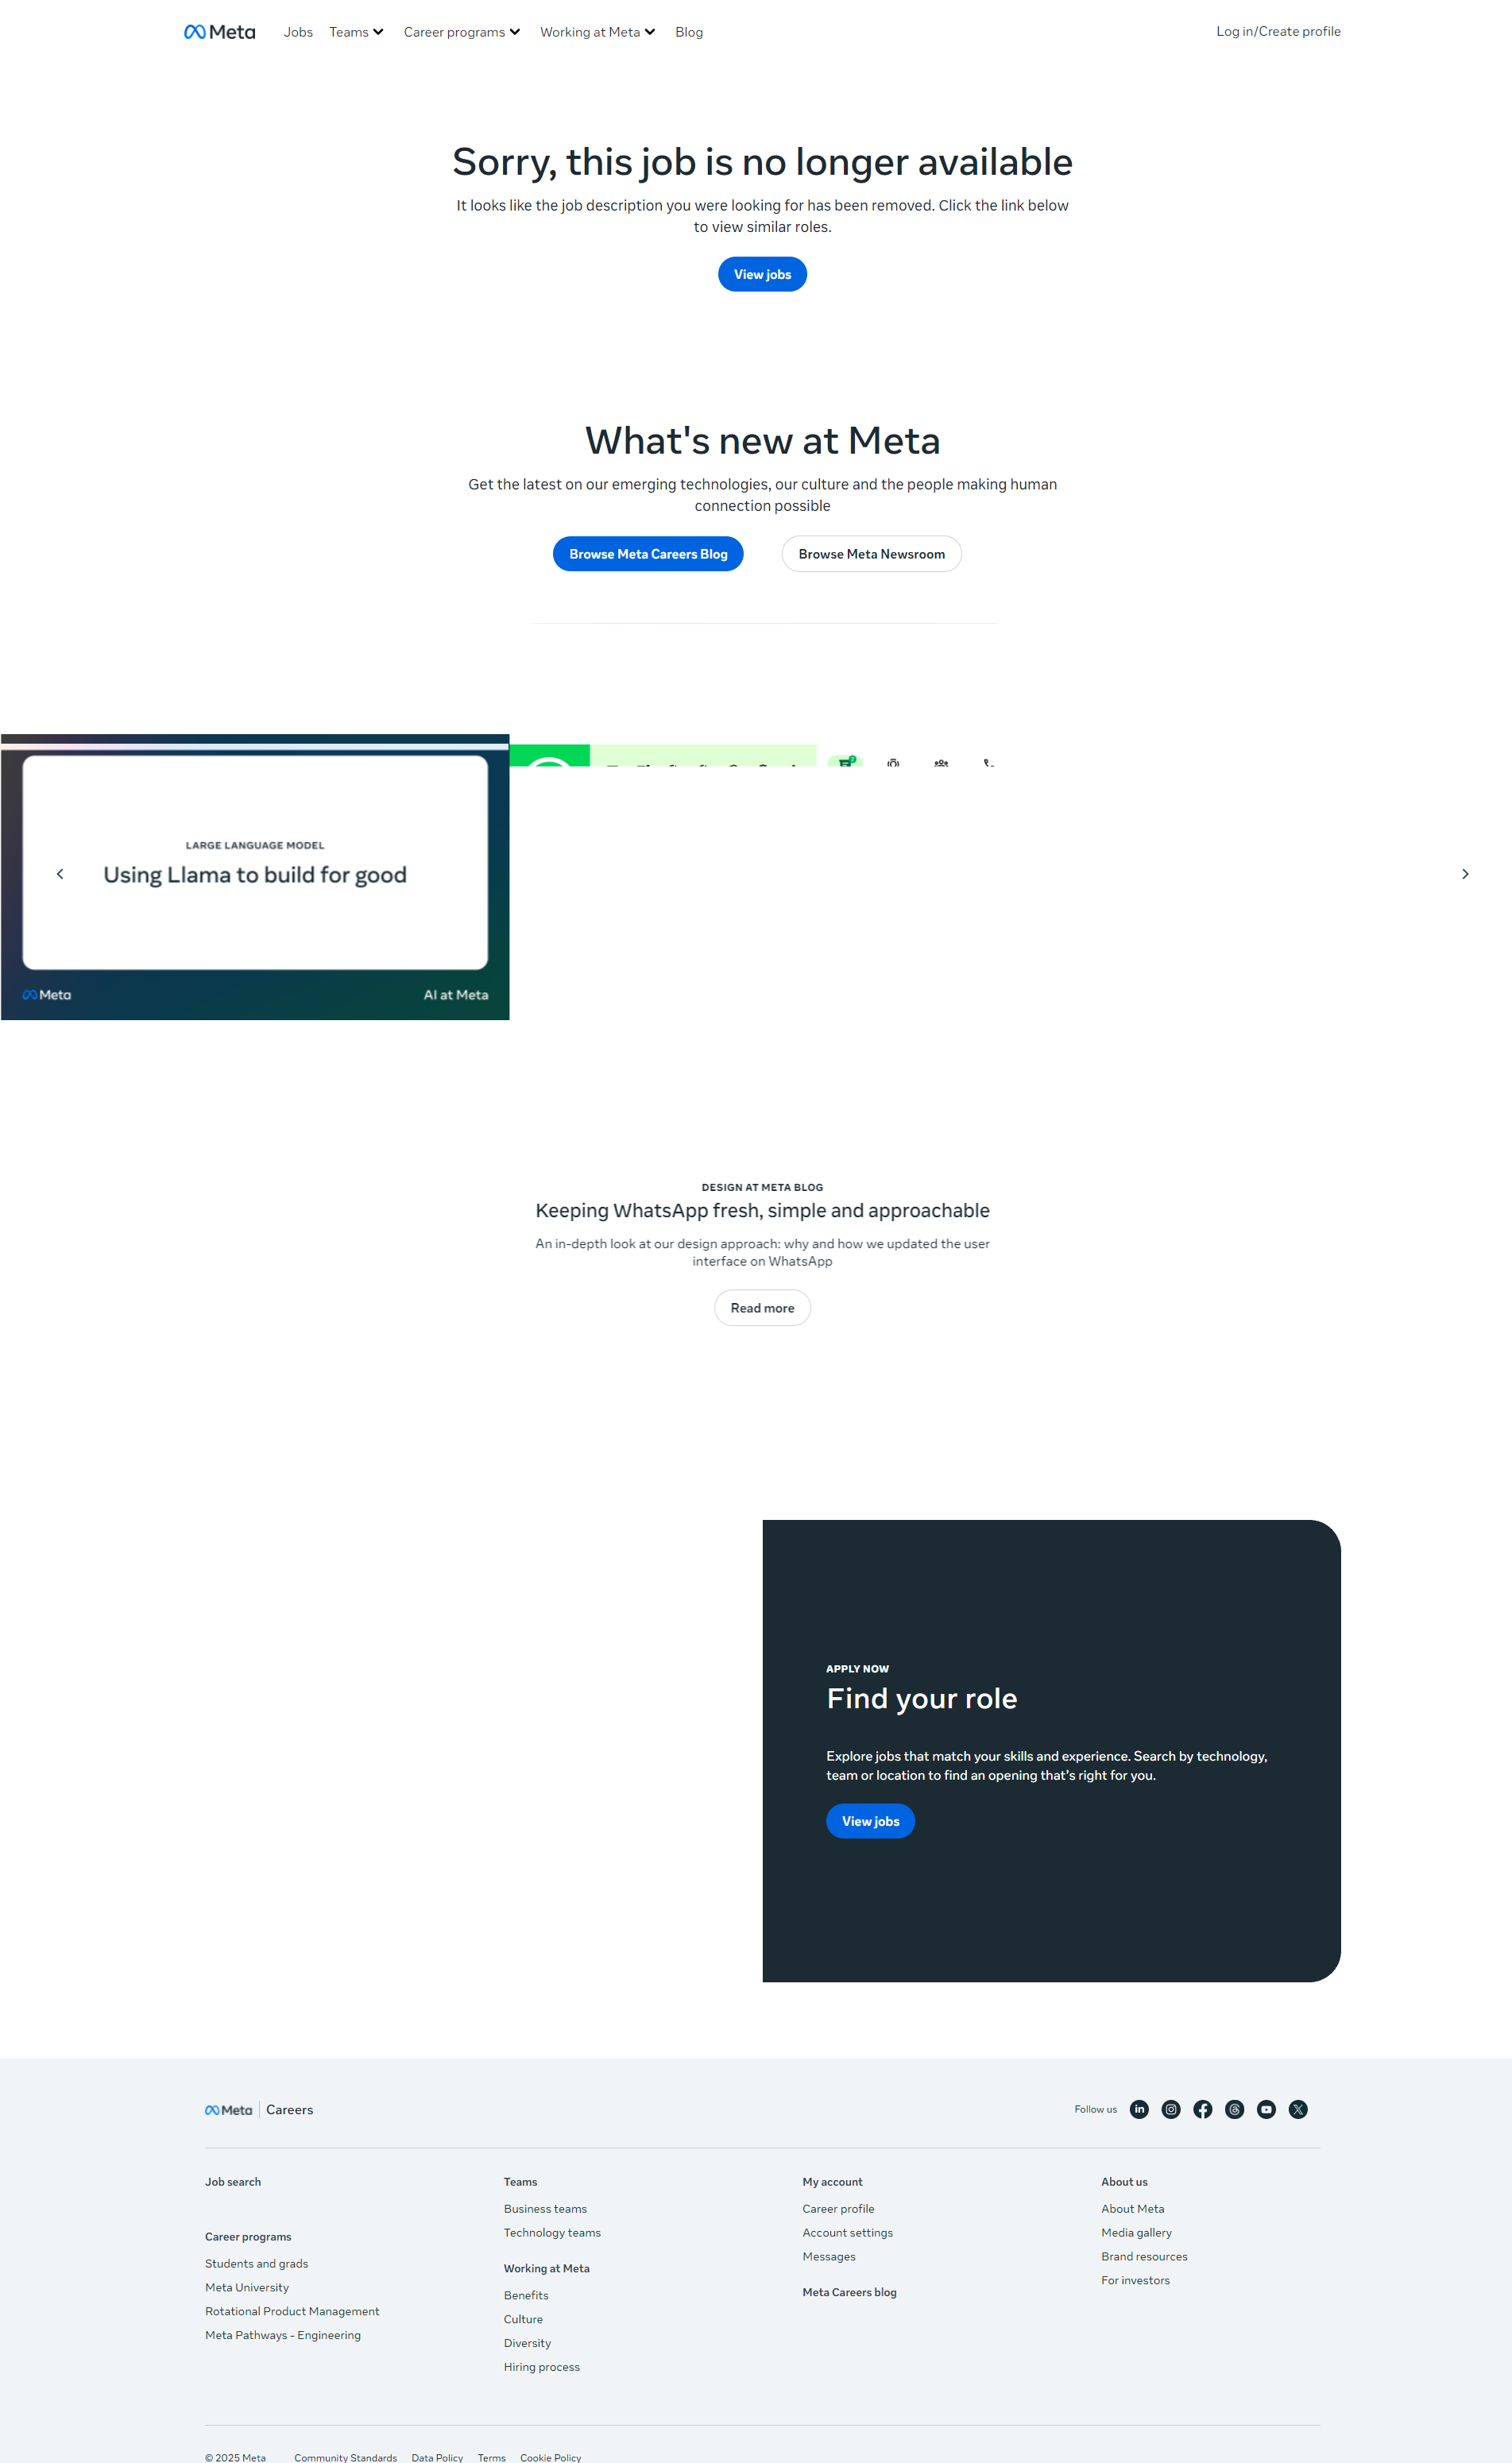 Meta Jobs Teams Career programs Working at Meta Blog Log in/Create profile
Sorry, this job is no longer available
It looks like the job description you were looking for has been removed. Click the link below
to view similar roles.
View jobs
What's new at Meta
Get the latest on our emerging technologies, our culture and the people making human
connection possible
Browse Meta Careers Blog Browse Meta Newsroom
LARGE LANGUAGE MODEL
Using Llama to build for good
Meta AI at Meta
DESIGN AT META BLOG
Keeping WhatsApp fresh, simple and approachable
An in-depth look at our design approach: why and how we updated the user
interface on WhatsApp
Read more
APPLY NOW
Find your role
Explore jobs that match your skills and experience. Search by technology,
team or location to find an opening that’s right for you.
View jobs
Meta Careers Follow us
Job search
Career programs
Students and grads
Meta University
Rotational Product Management
Meta Pathways - Engineering
Teams
Business teams
Technology teams
Working at Meta
Benefits
Culture
Diversity
Hiring process
My account
Career profile
Account settings
Messages
Meta Careers blog
About us
About Meta
Media gallery
Brand resources
For investors
© 2025 Meta Community Standards Data Policy Terms Cookie Policy